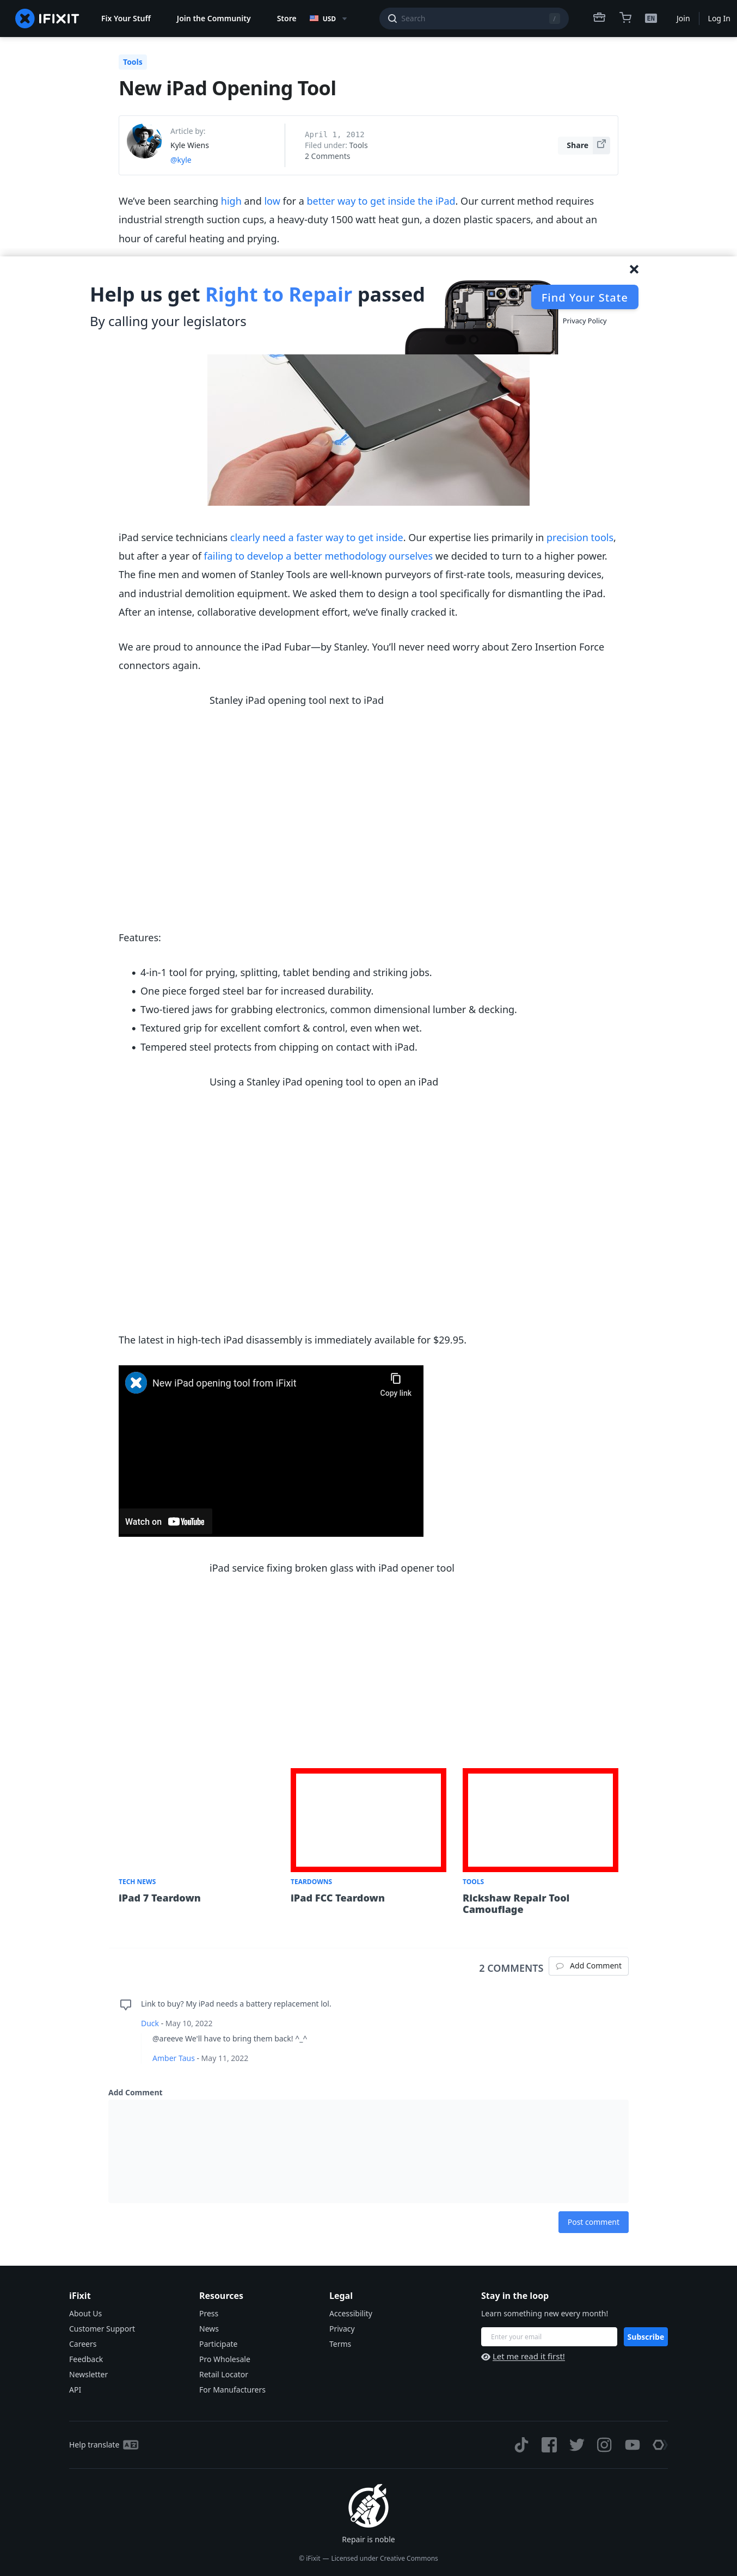 IFIXIT
Fix Your Stuff
Join the Community
Store
USD
Search
/
EN
Join
Log In
Tools
New iPad Opening Tool
Article by:
Kyle Wiens
@kyle
April 1, 2012
Filed under: Tools
2 Comments
Share
We’ve been searching high and low for a better way to get inside the iPad. Our current method requires
industrial strength suction cups, a heavy-duty 1500 watt heat gun, a dozen plastic spacers, and about an
hour of careful heating and prying.
Help us get Right to Repair passed
By calling your legislators
Find Your State
Privacy Policy
iPad service technicians clearly need a faster way to get inside. Our expertise lies primarily in precision tools,
but after a year of failing to develop a better methodology ourselves we decided to turn to a higher power.
The fine men and women of Stanley Tools are well-known purveyors of first-rate tools, measuring devices,
and industrial demolition equipment. We asked them to design a tool specifically for dismantling the iPad.
After an intense, collaborative development effort, we’ve finally cracked it.
We are proud to announce the iPad Fubar—by Stanley. You’ll never need worry about Zero Insertion Force
connectors again.
Stanley iPad opening tool next to iPad
Features:
4-in-1 tool for prying, splitting, tablet bending and striking jobs.
One piece forged steel bar for increased durability.
Two-tiered jaws for grabbing electronics, common dimensional lumber & decking.
Textured grip for excellent comfort & control, even when wet.
Tempered steel protects from chipping on contact with iPad.
Using a Stanley iPad opening tool to open an iPad
The latest in high-tech iPad disassembly is immediately available for $29.95.
New iPad opening tool from iFixit
Copy link
Watch on YouTube
iPad service fixing broken glass with iPad opener tool
TECH NEWS
iPad 7 Teardown
TEARDOWNS
iPad FCC Teardown
TOOLS
Rickshaw Repair Tool
Camouflage
2 COMMENTS
Add Comment
Link to buy? My iPad needs a battery replacement lol.
Duck - May 10, 2022
@areeve We'll have to bring them back! ^_^
Amber Taus - May 11, 2022
Add Comment
Post comment
iFixit
About Us
Customer Support
Careers
Feedback
Newsletter
API
Resources
Press
News
Participate
Pro Wholesale
Retail Locator
For Manufacturers
Legal
Accessibility
Privacy
Terms
Stay in the loop
Learn something new every month!
Enter your email
Subscribe
Let me read it first!
Help translate
Repair is noble
© iFixit — Licensed under Creative Commons